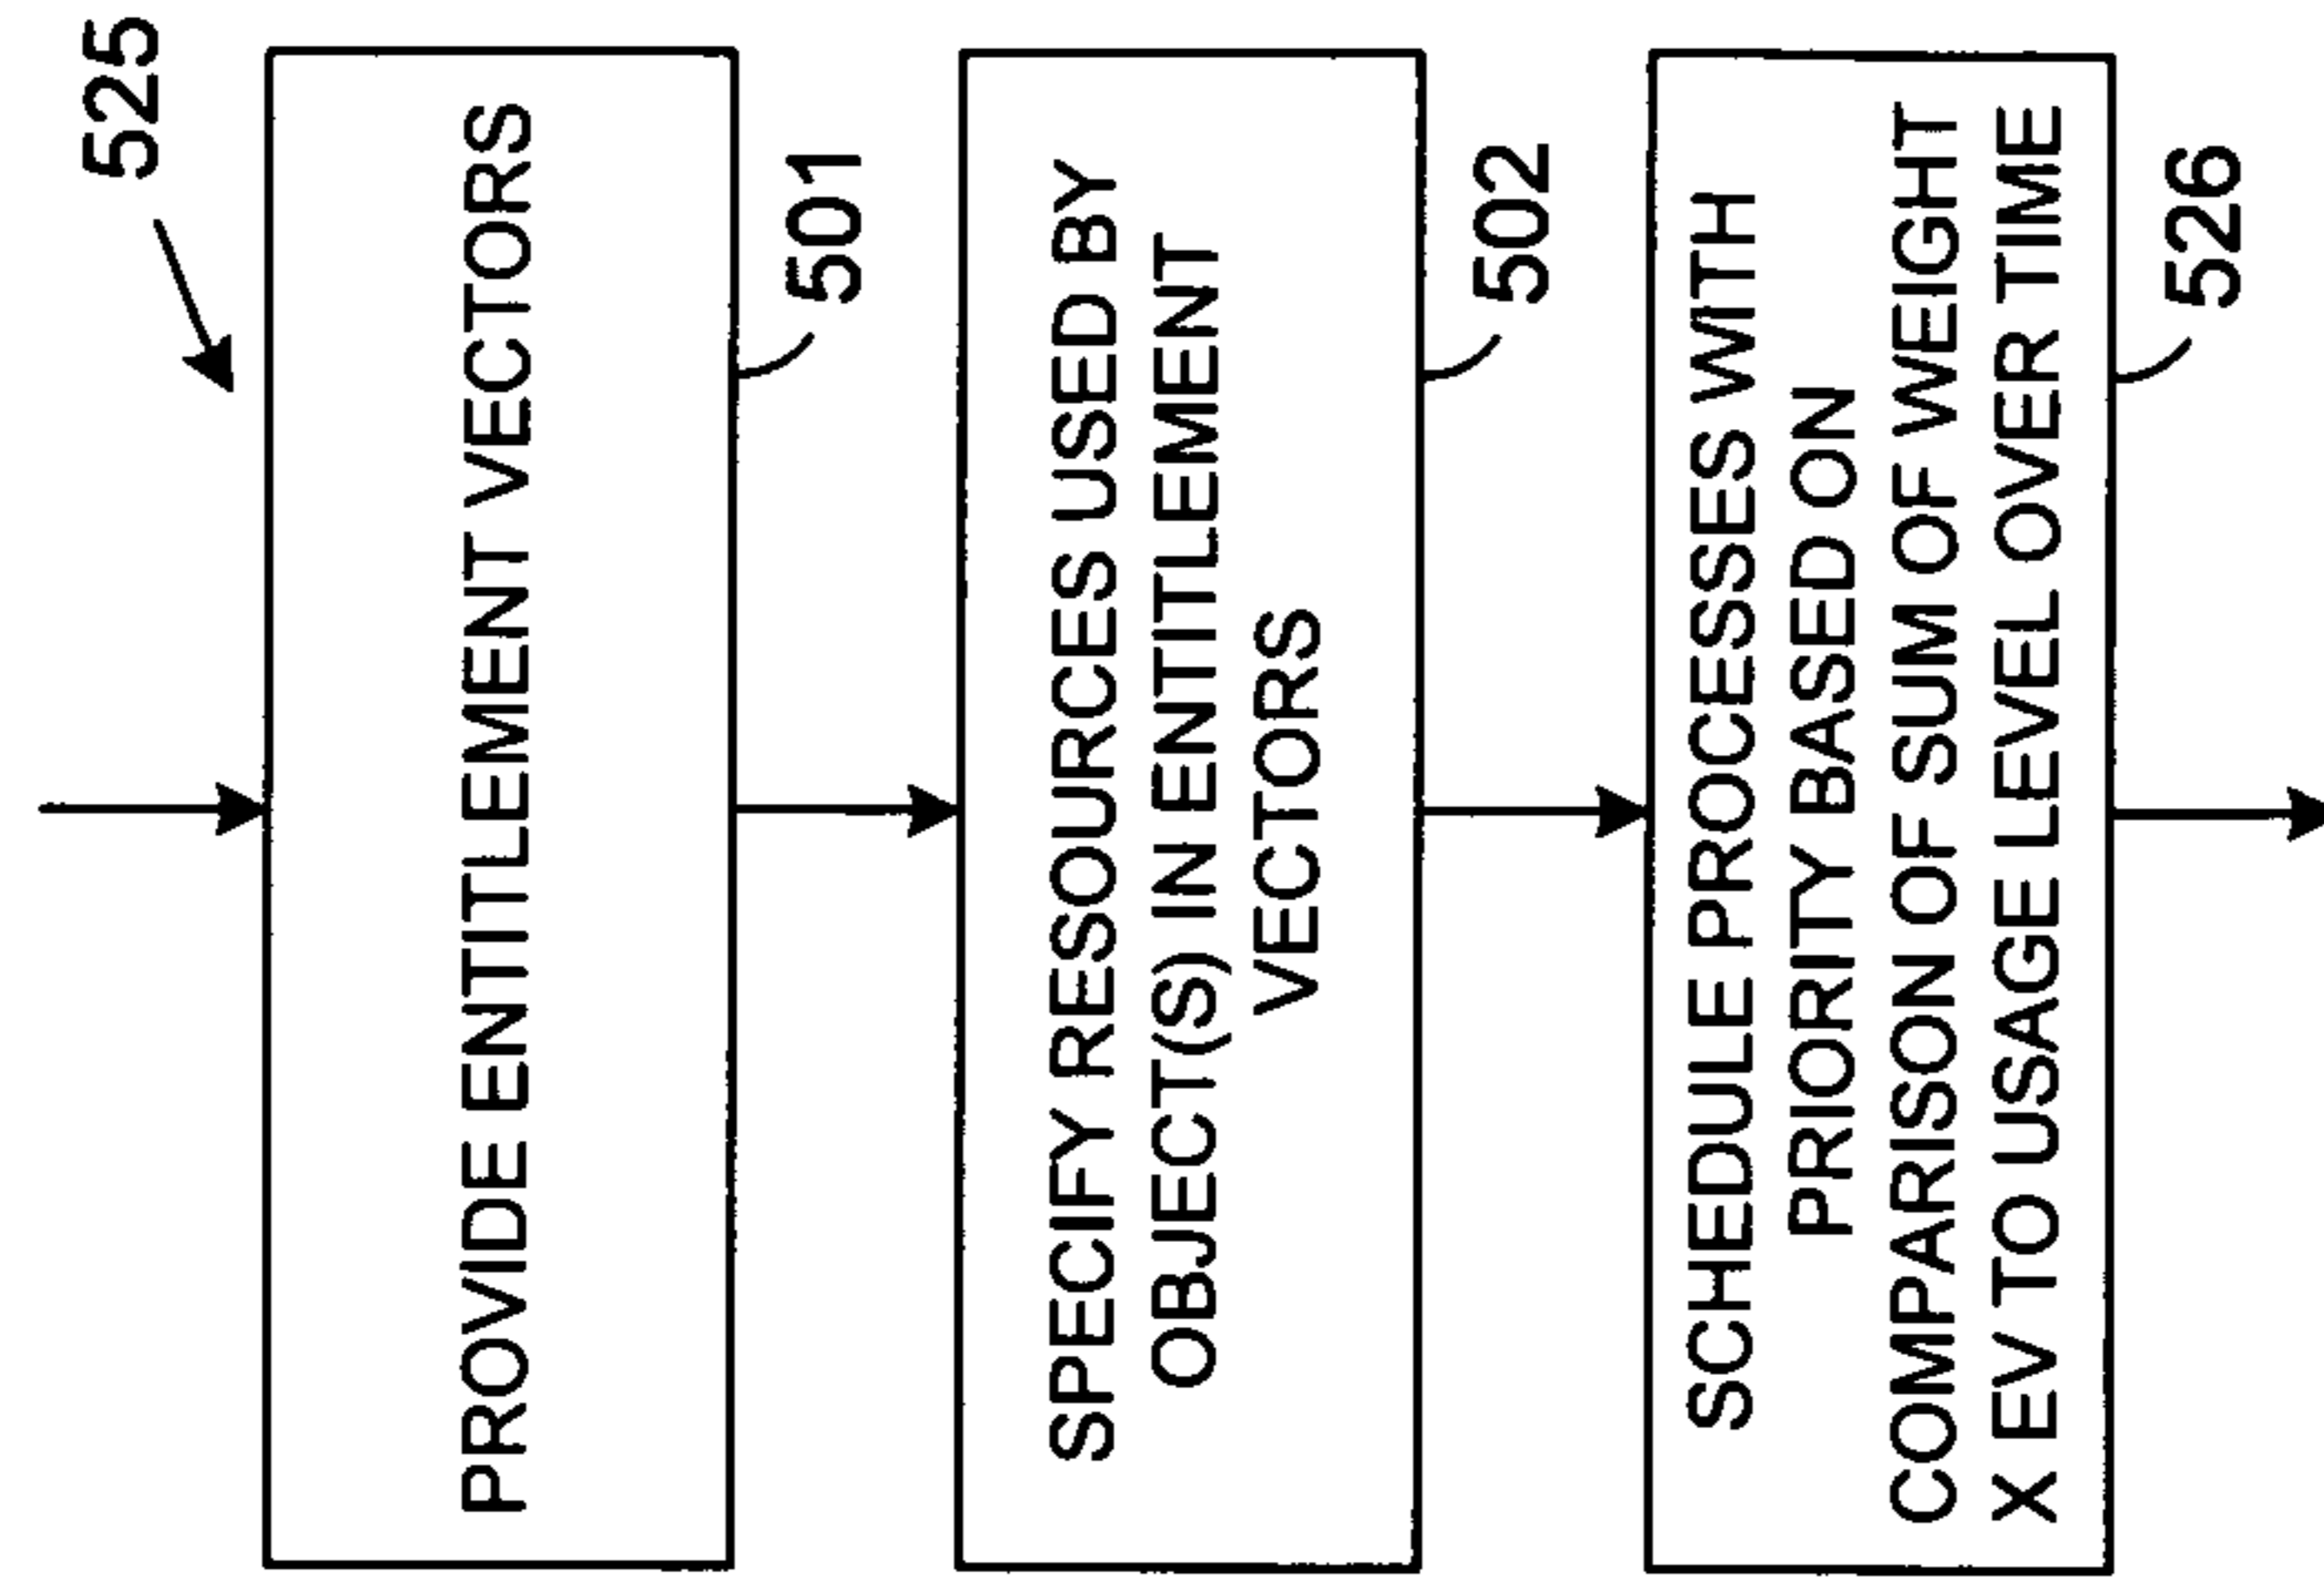 525
PROVIDE ENTITLEMENT VECTORS
501
SPECIFY RESOURCES USED BY
OBJECT(S) IN ENTITLEMENT
VECTORS
502
SCHEDULE PROCESSES WITH
PRIORITY BASED ON
COMPARISON OF SUM OF WEIGHT
X EV TO USAGE LEVEL OVER TIME
526